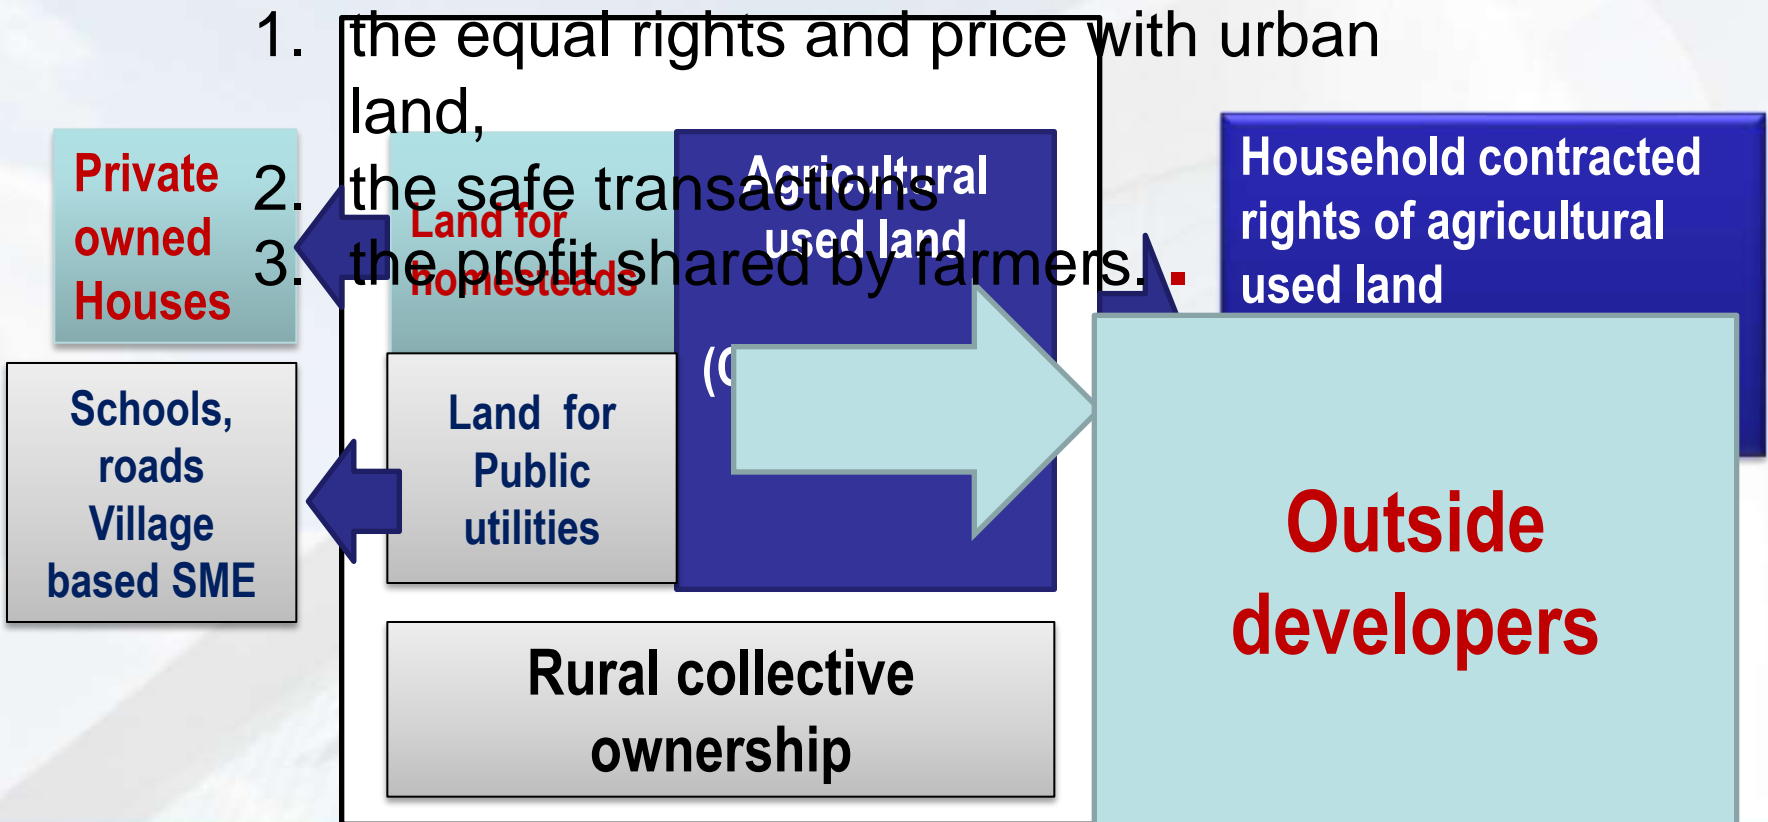 1. the equal rights and price with urban
land,
2. the safe transactions
3. the profit shared by farmers. .
Private
owned
Houses
Land for
homesteads
Agricultural
used land
(
Household contracted
rights of agricultural
used land
Schools,
roads
Village
based SME
Land for
Public
utilities
Outside
developers
Rural collective
ownership